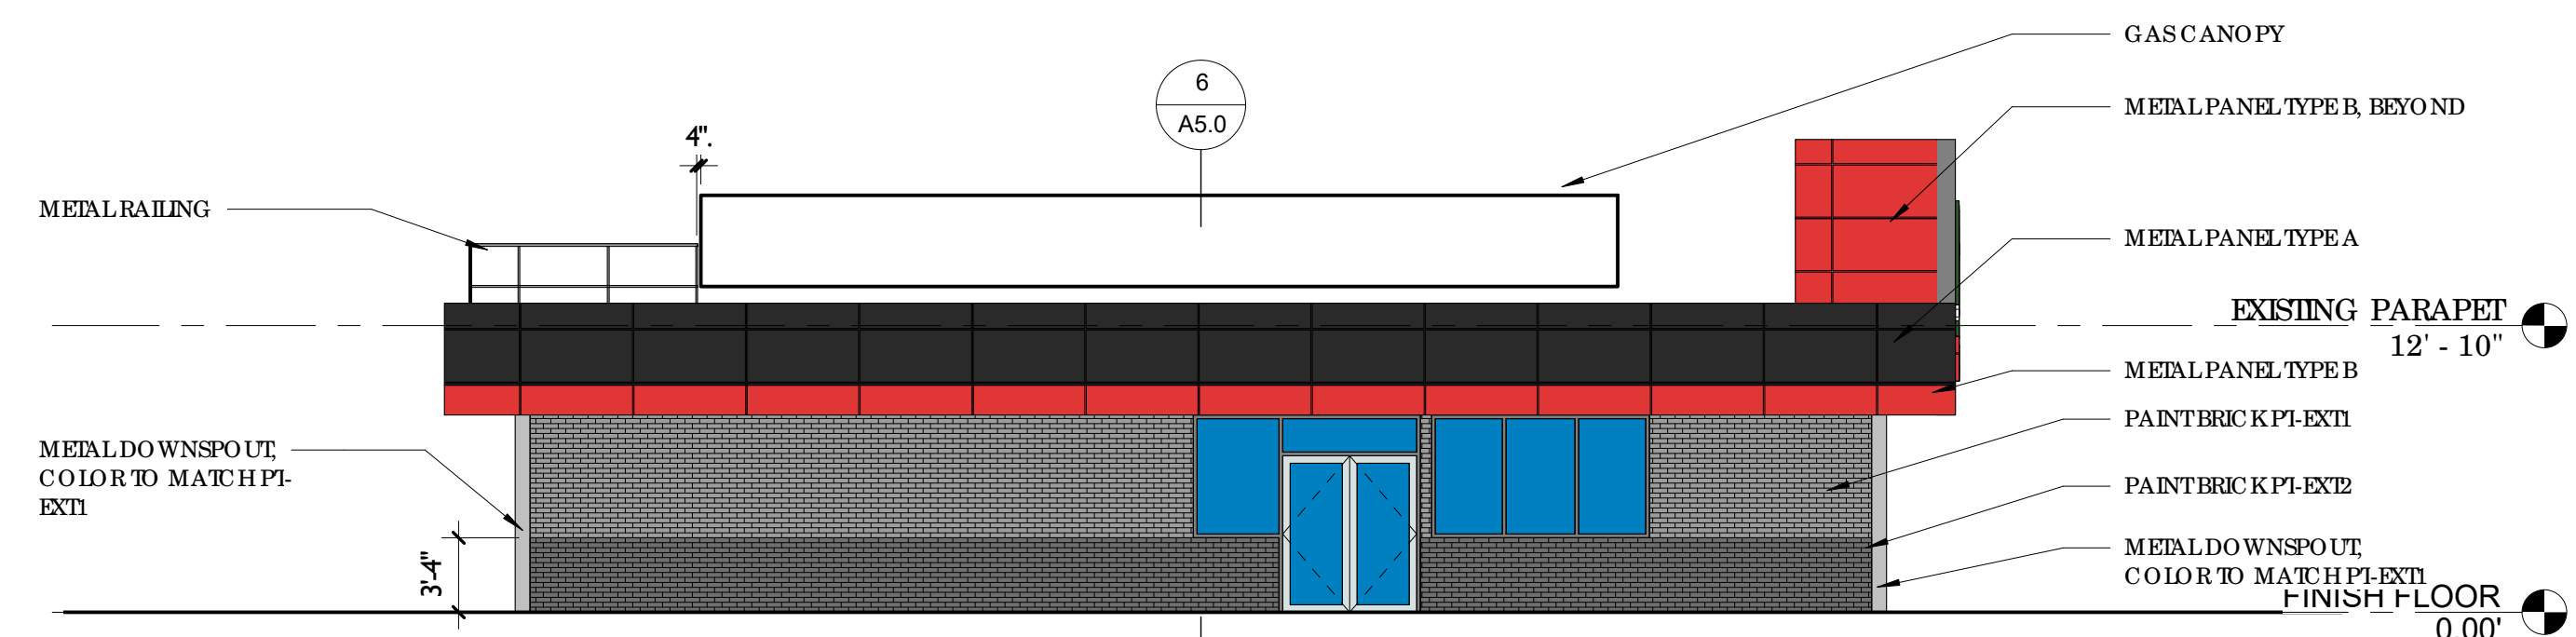 GAS CANOPY
6
A5.0
METAL PANEL TYPE B, BEYOND
4".
METAL RAILING
METAL PANEL TYPE A
EXISTING PARAPET
12' - 10"
METAL PANEL TYPE B
PAINT BRICK PT-EXT1
METAL DOWNSPOUT,
COLOR TO MATCH PT-
EXT1
PAINT BRICK PT-EXT2
3'-4"
METAL DOWNSPOUT,
COLOR TO MATCH PT-EXT1
FINISH FLOOR
0.00'